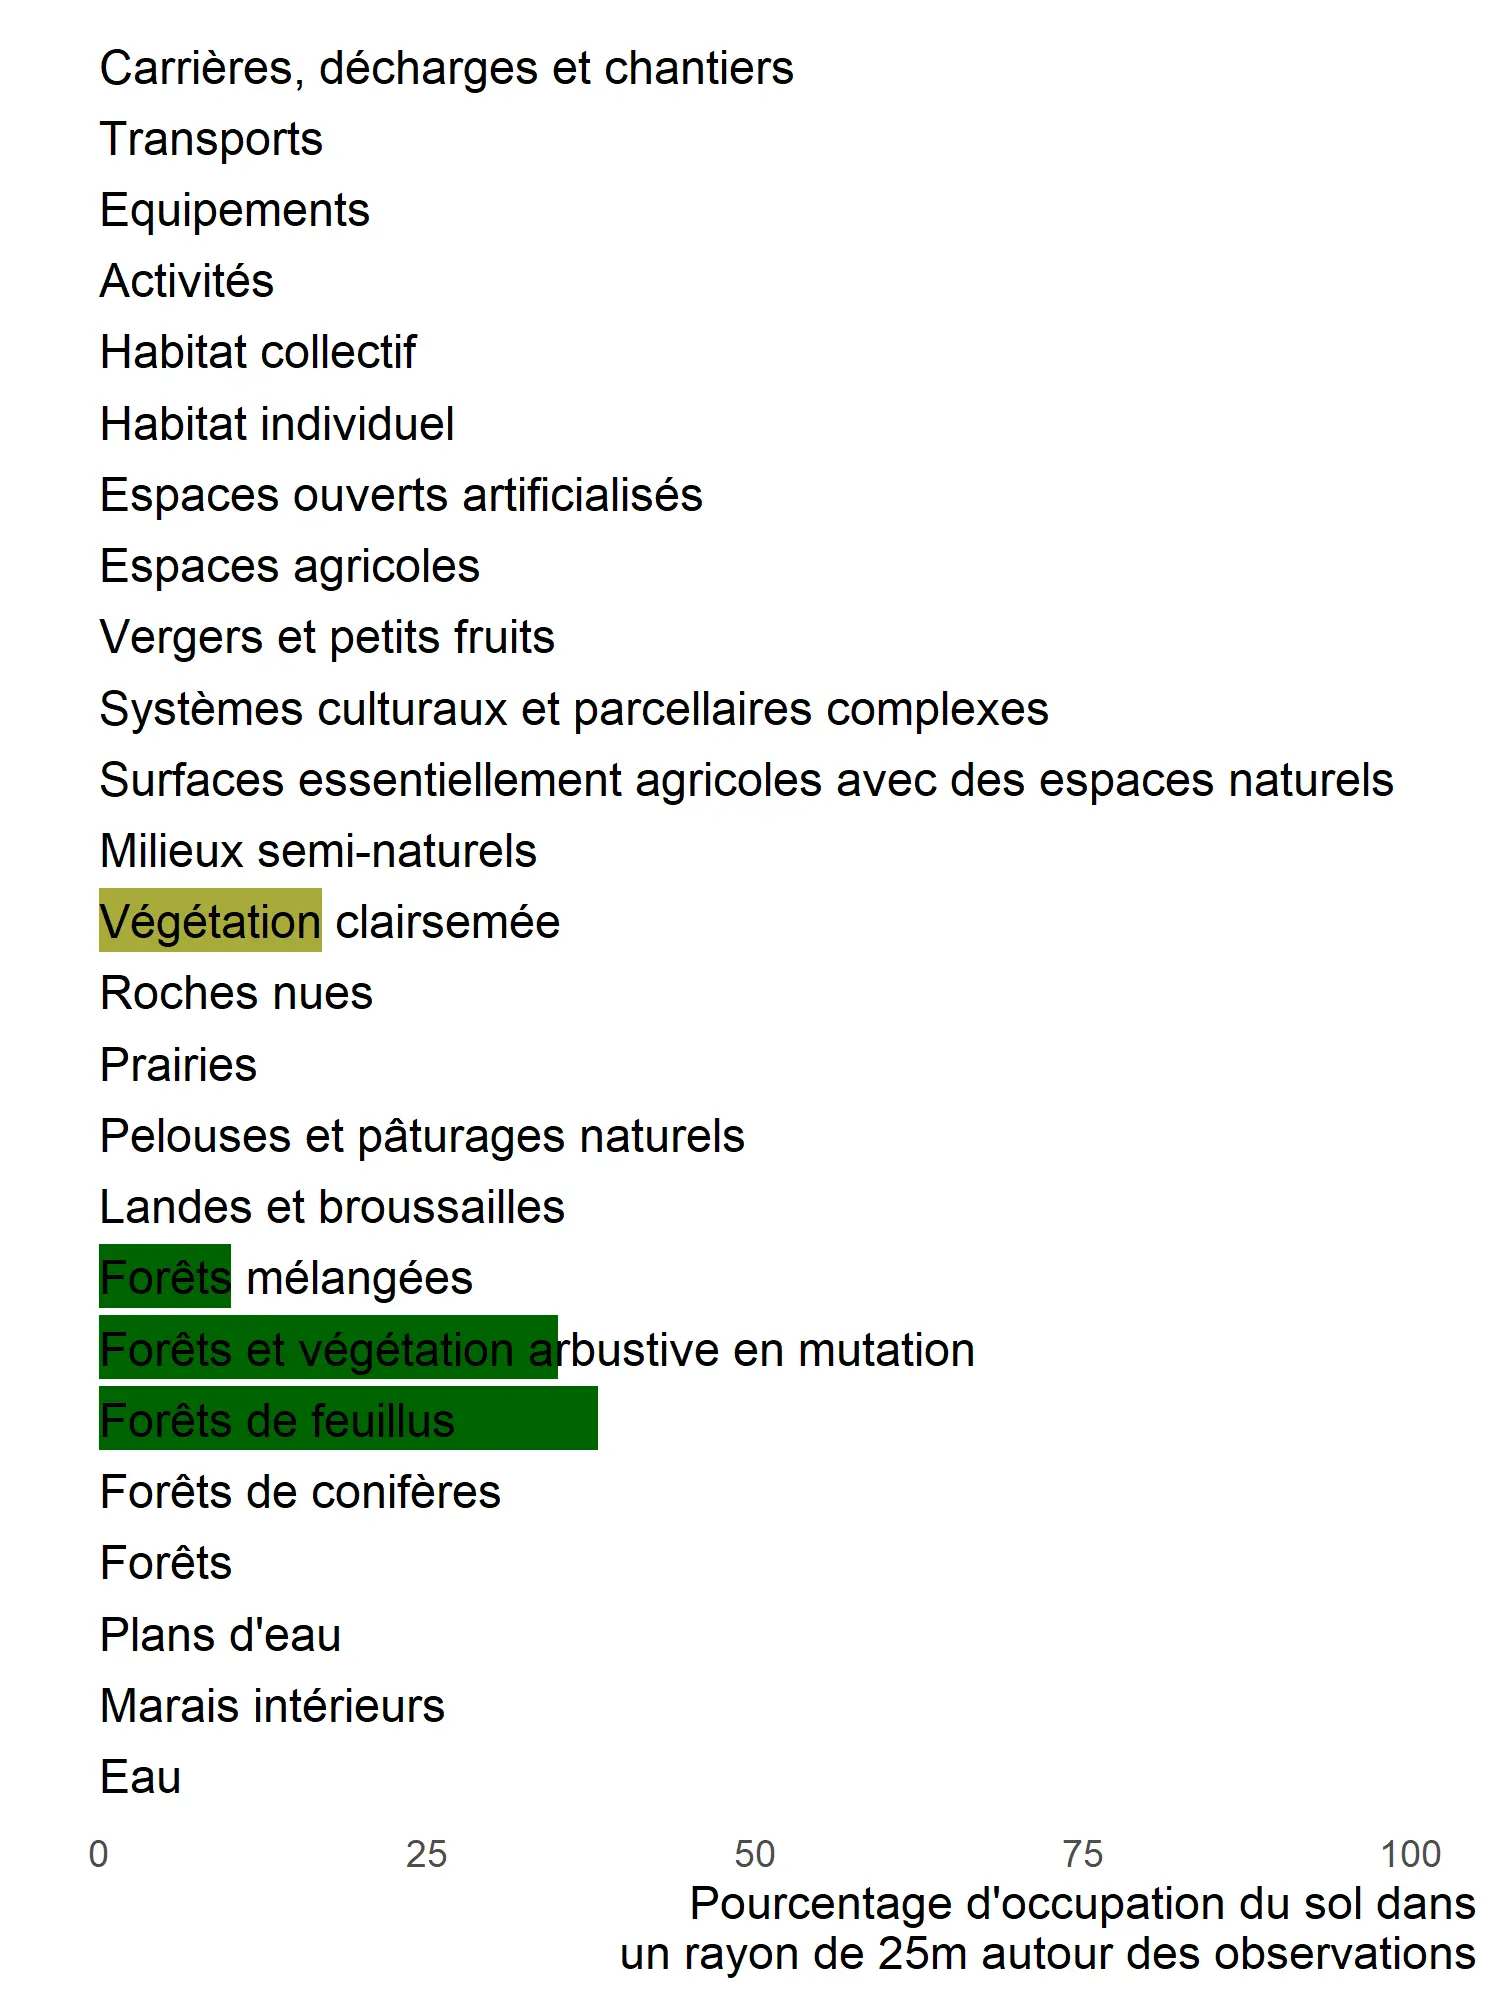 Carrières, décharges et chantiers
Transports
Equipements
Activités
Habitat collectif
Habitat individuel
Espaces ouverts artificialisés
Espaces agricoles
Vergers et petits fruits
Systèmes culturaux et parcellaires complexes
Surfaces essentiellement agricoles avec des espaces naturels
Milieux semi-naturels
Végétation clairsemée
Roches nues
Prairies
Pelouses et pâturages naturels
Landes et broussailles
Forêts mélangées
Forêts et végétation arbustive en mutation
Forêts de feuillus
Forêts de conifères
Forêts
Plans d'eau
Marais intérieurs
Eau
0 25 50 75 100
Pourcentage d'occupation du sol dans
un rayon de 25m autour des observations